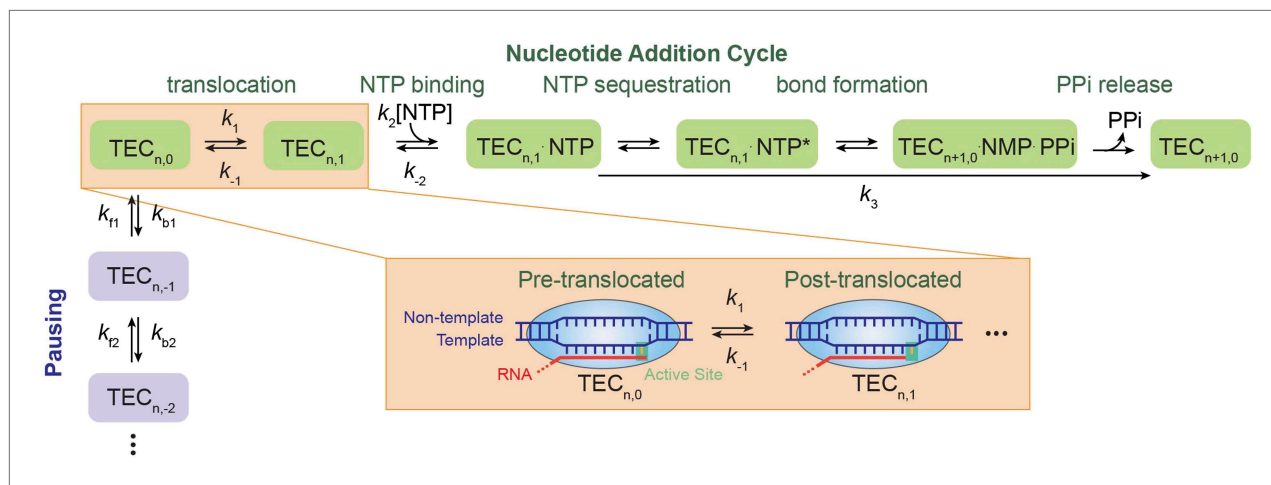 Nucleotide Addition Cycle
translocation NTP binding NTP sequestration bond formation PPi release
k1 k2[NTP] PPi
TECn,0 TECn,1 TECn,1·NTP TECn,1·NTP* TECn+1,0·NMP·PPi TECn+1,0
k-1 k-2 k3
kf1 kb1
TECn,-1
kf2 kb2
TECn,-2
⋮
Pausing
Pre-translocated Post-translocated
k1
Non-template
Template
k-1
RNA Active Site
TECn,0 TECn,1
•••